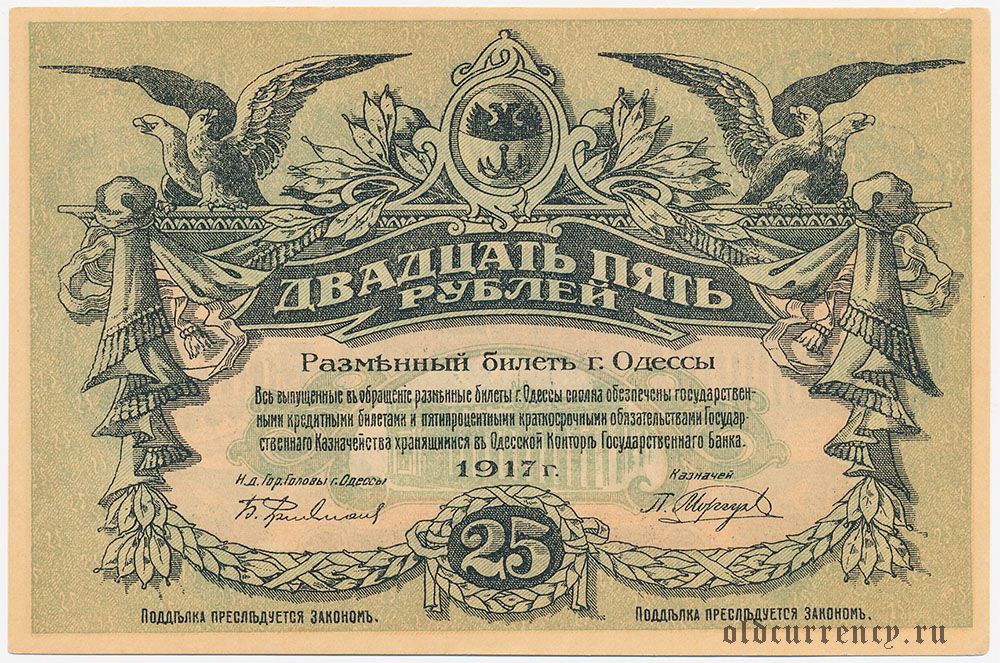 ДВАДЦАТЬ ПЯТЬ
РУБЛЕЙ
Размѣнный билетъ г. Одессы
Всѣ выпущенные въ обращеніе размѣнные билеты г. Одессы сполна обезпечены государствен-
ными кредитными билетами и пятипроцентными краткосрочными обязательствами Государ-
ственнаго Казначейства хранящимися въ Одесской Конторѣ Государственнаго Банка.
1917 г.
И.д. Гор. Головы г. Одессы
Казначей
25
Поддѣлка преслѣдуется закономъ.
Поддѣлка преслѣдуется закономъ.
oldcurrency.ru